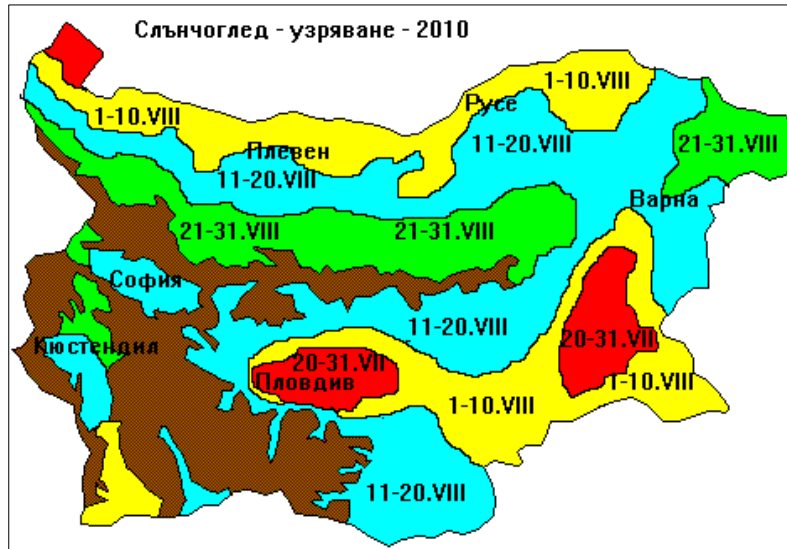 Слънчоглед - узряване - 2010
1-10.VIII
1-10.VIII
Русе
11-20.VIII
Плевен
21-31.VIII
11-20.VIII
Варна
21-31.VIII
21-31.VIII
София
11-20.VIII
20-31.VII
Кюстендил
20-31.VII
Пловдив
1-10.VIII
1-10.VIII
11-20.VIII